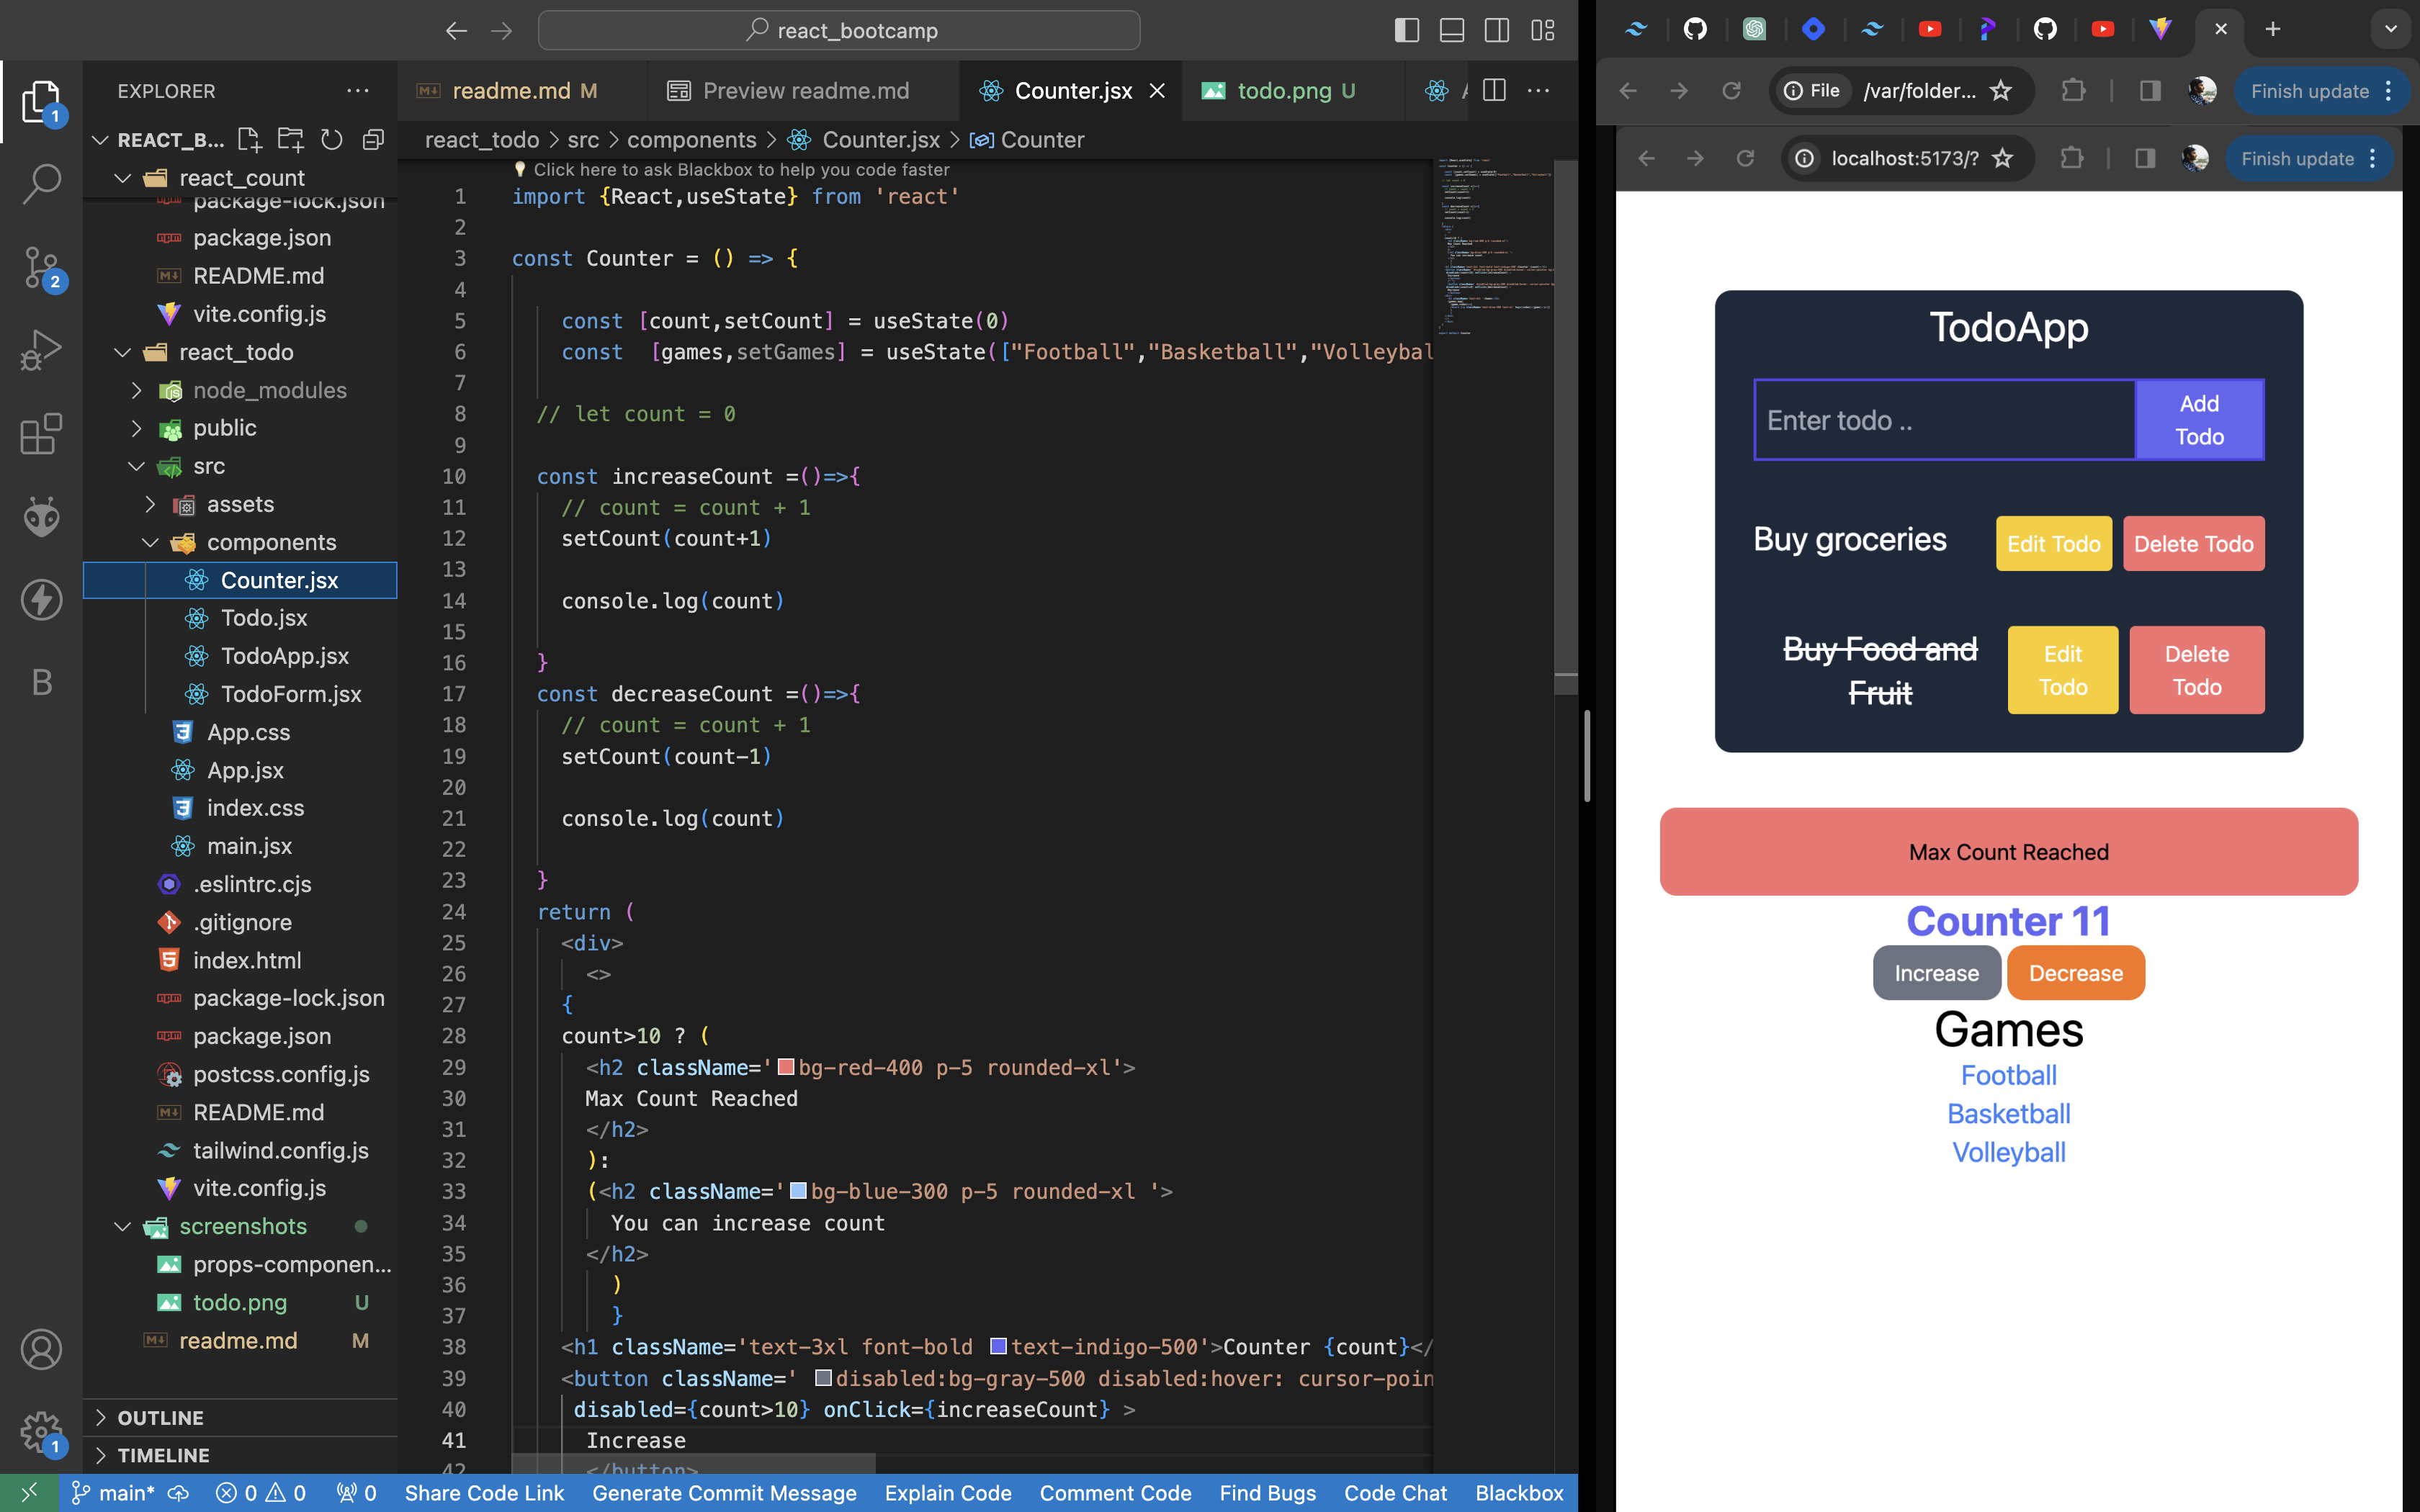 react_bootcamp
EXPLORER
REACT_B...
react_count
package-lock.json
package.json
README.md
vite.config.js
react_todo
node_modules
public
src
assets
components
Counter.jsx
Todo.jsx
TodoApp.jsx
TodoForm.jsx
App.css
App.jsx
index.css
main.jsx
.eslintrc.cjs
.gitignore
index.html
package-lock.json
package.json
postcss.config.js
README.md
tailwind.config.js
vite.config.js
screenshots
props-componen...
todo.png U
readme.md M
OUTLINE
TIMELINE
1
2
B
1
readme.md M
Preview readme.md
Counter.jsx
todo.png U
react_todo > src > components > Counter.jsx > Counter
Click here to ask Blackbox to help you code faster
1 import {React,useState} from 'react'
2
3 const Counter = () => {
4
5 const [count,setCount] = useState(0)
6 const [games,setGames] = useState(["Football","Basketball","Volleybal
7
8 // let count = 0
9
10 const increaseCount =()=>{
11 // count = count + 1
12 setCount(count+1)
13
14 console.log(count)
15
16 }
17 const decreaseCount =()=>{
18 // count = count + 1
19 setCount(count-1)
20
21 console.log(count)
22
23 }
24 return (
25 <div>
26 <>
27 {
28 count>10 ? (
29 <h2 className='bg-red-400 p-5 rounded-xl'>
30 Max Count Reached
31 </h2>
32 ):
33 (<h2 className='bg-blue-300 p-5 rounded-xl '>
34 You can increase count
35 </h2>
36 )
37 }
38 <h1 className='text-3xl font-bold text-indigo-500'>Counter {count}</
39 <button className=' disabled:bg-gray-500 disabled:hover: cursor-poin
40 disabled={count>10} onClick={increaseCount} >
41 Increase
42 </button>
main* 0 0 0 Share Code Link Generate Commit Message Explain Code Comment Code Find Bugs Code Chat Blackbox
File /var/folder... Finish update
localhost:5173/? Finish update
TodoApp
Enter todo ..
Add
Todo
Buy groceries
Edit Todo
Delete Todo
Buy Food and
Fruit
Edit
Todo
Delete
Todo
Max Count Reached
Counter 11
Increase
Decrease
Games
Football
Basketball
Volleyball